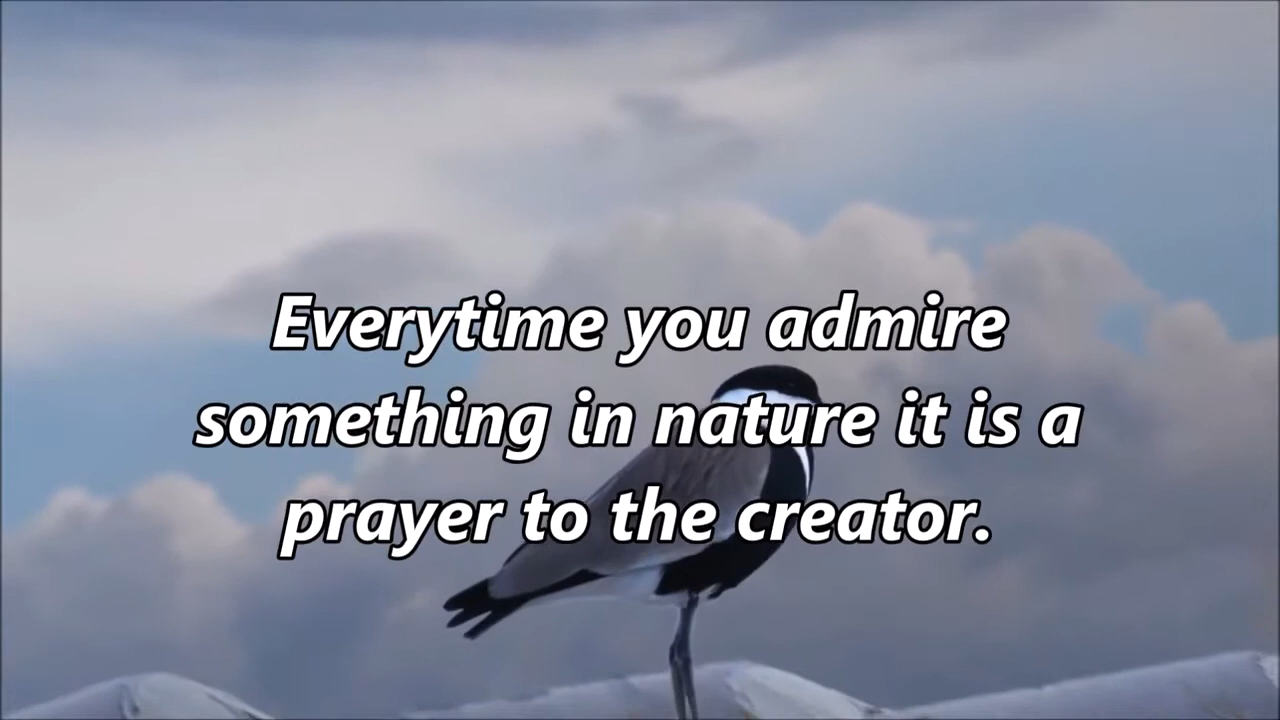 Everytime you admire
something in nature it is a
prayer to the creator.